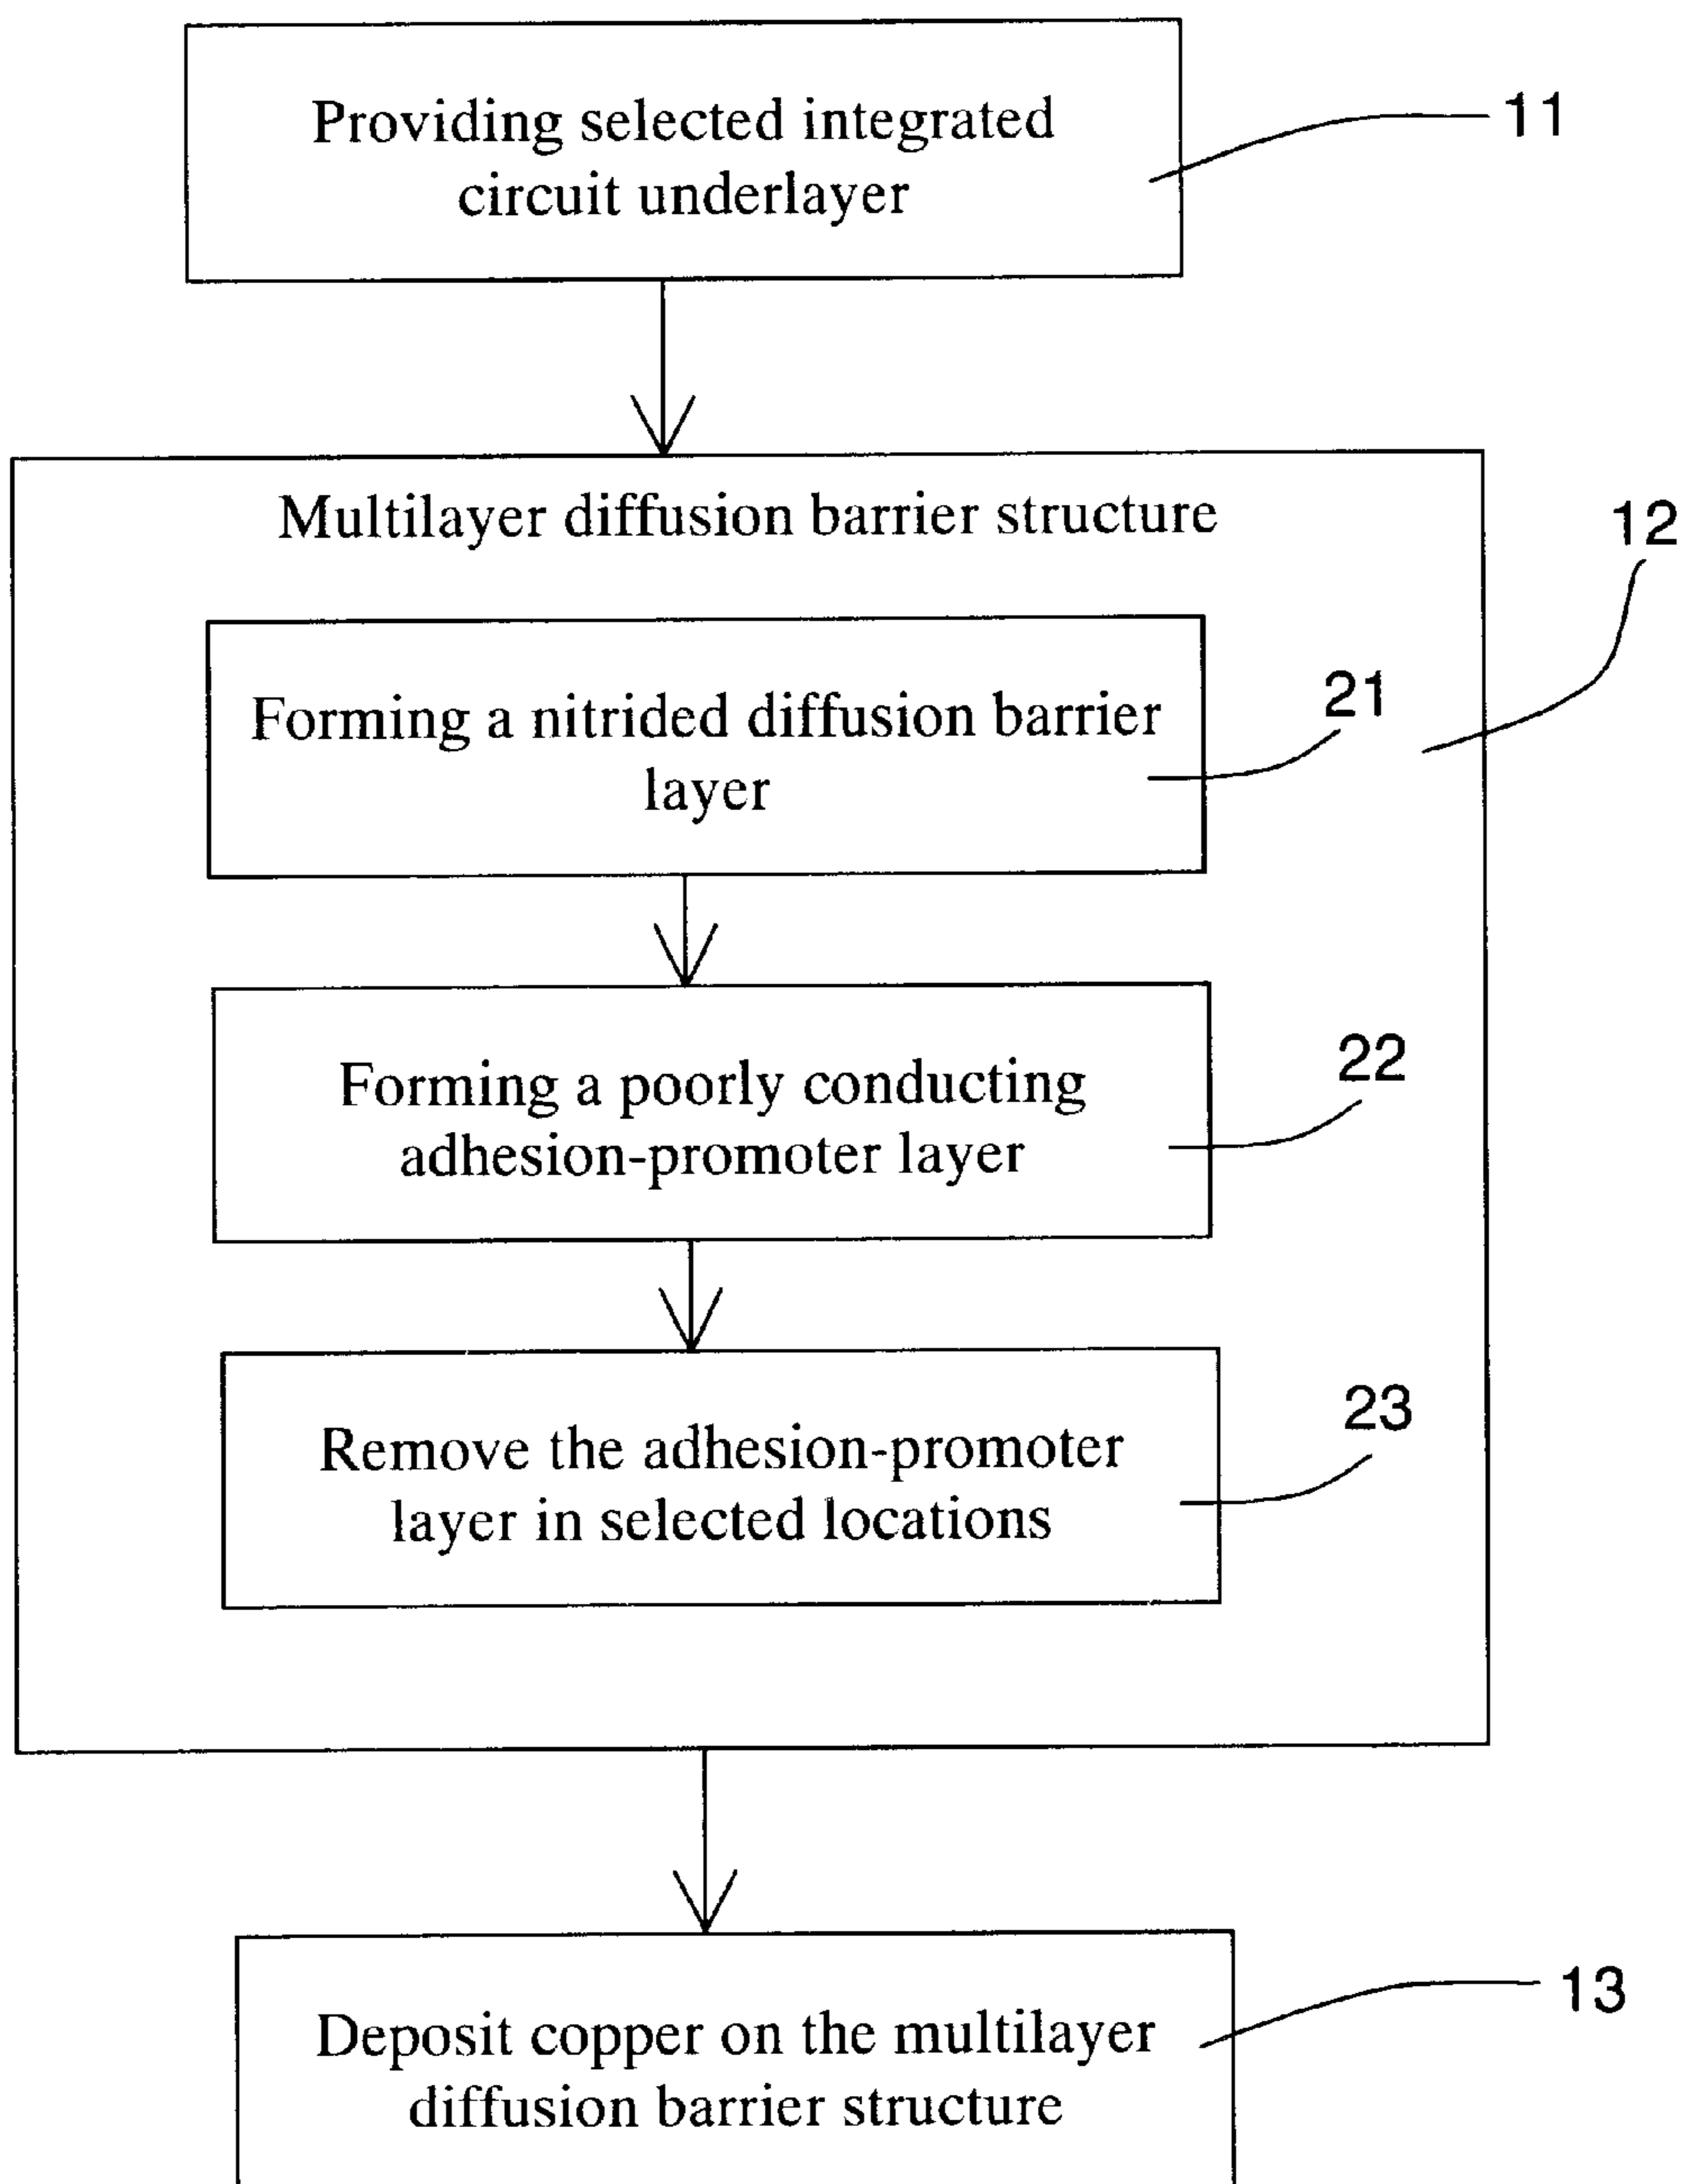 Providing selected integrated
circuit underlayer
11
Multilayer diffusion barrier structure
12
Forming a nitrided diffusion barrier
layer
21
Forming a poorly conducting
adhesion-promoter layer
22
Remove the adhesion-promoter
layer in selected locations
23
Deposit copper on the multilayer
diffusion barrier structure
13